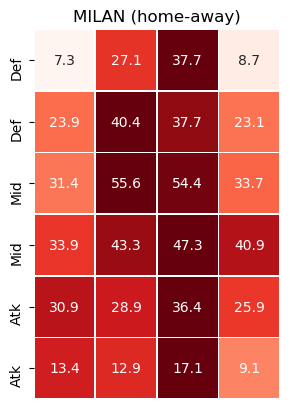 MILAN (home-away)
Def 7.3 27.1 37.7 8.7
Def 23.9 40.4 37.7 23.1
Mid 31.4 55.6 54.4 33.7
Mid 33.9 43.3 47.3 40.9
Atk 30.9 28.9 36.4 25.9
Atk 13.4 12.9 17.1 9.1